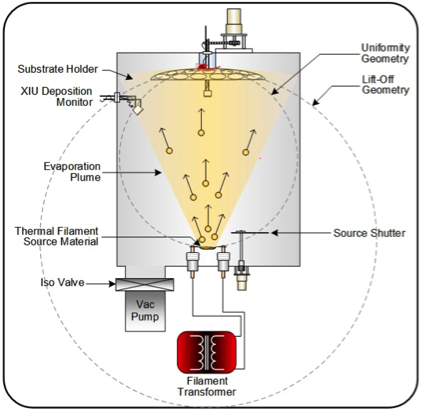 Uniformity
Geometry
Substrate Holder
XIU Deposition
Monitor
Lift-Off
Geometry
Evaporation
Plume
Thermal Filament
Source Material
Source Shutter
Iso Valve
Vac
Pump
Filament
Transformer